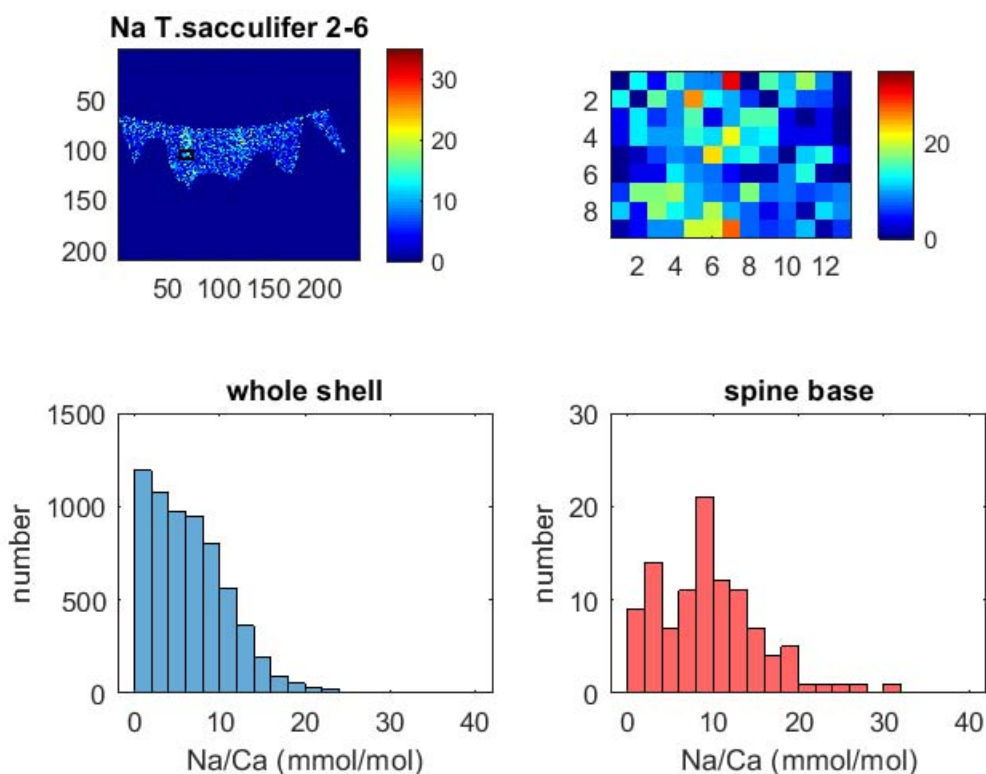 Na T.sacculifer 2-6
50
100
150
200
50 100 150 200
30
20
10
0
2
4
6
8
2 4 6 8 10 12
20
0
whole shell
1500
1000
500
0
number
0 10 20 30 40
Na/Ca (mmol/mol)
spine base
30
20
10
0
number
0 10 20 30 40
Na/Ca (mmol/mol)